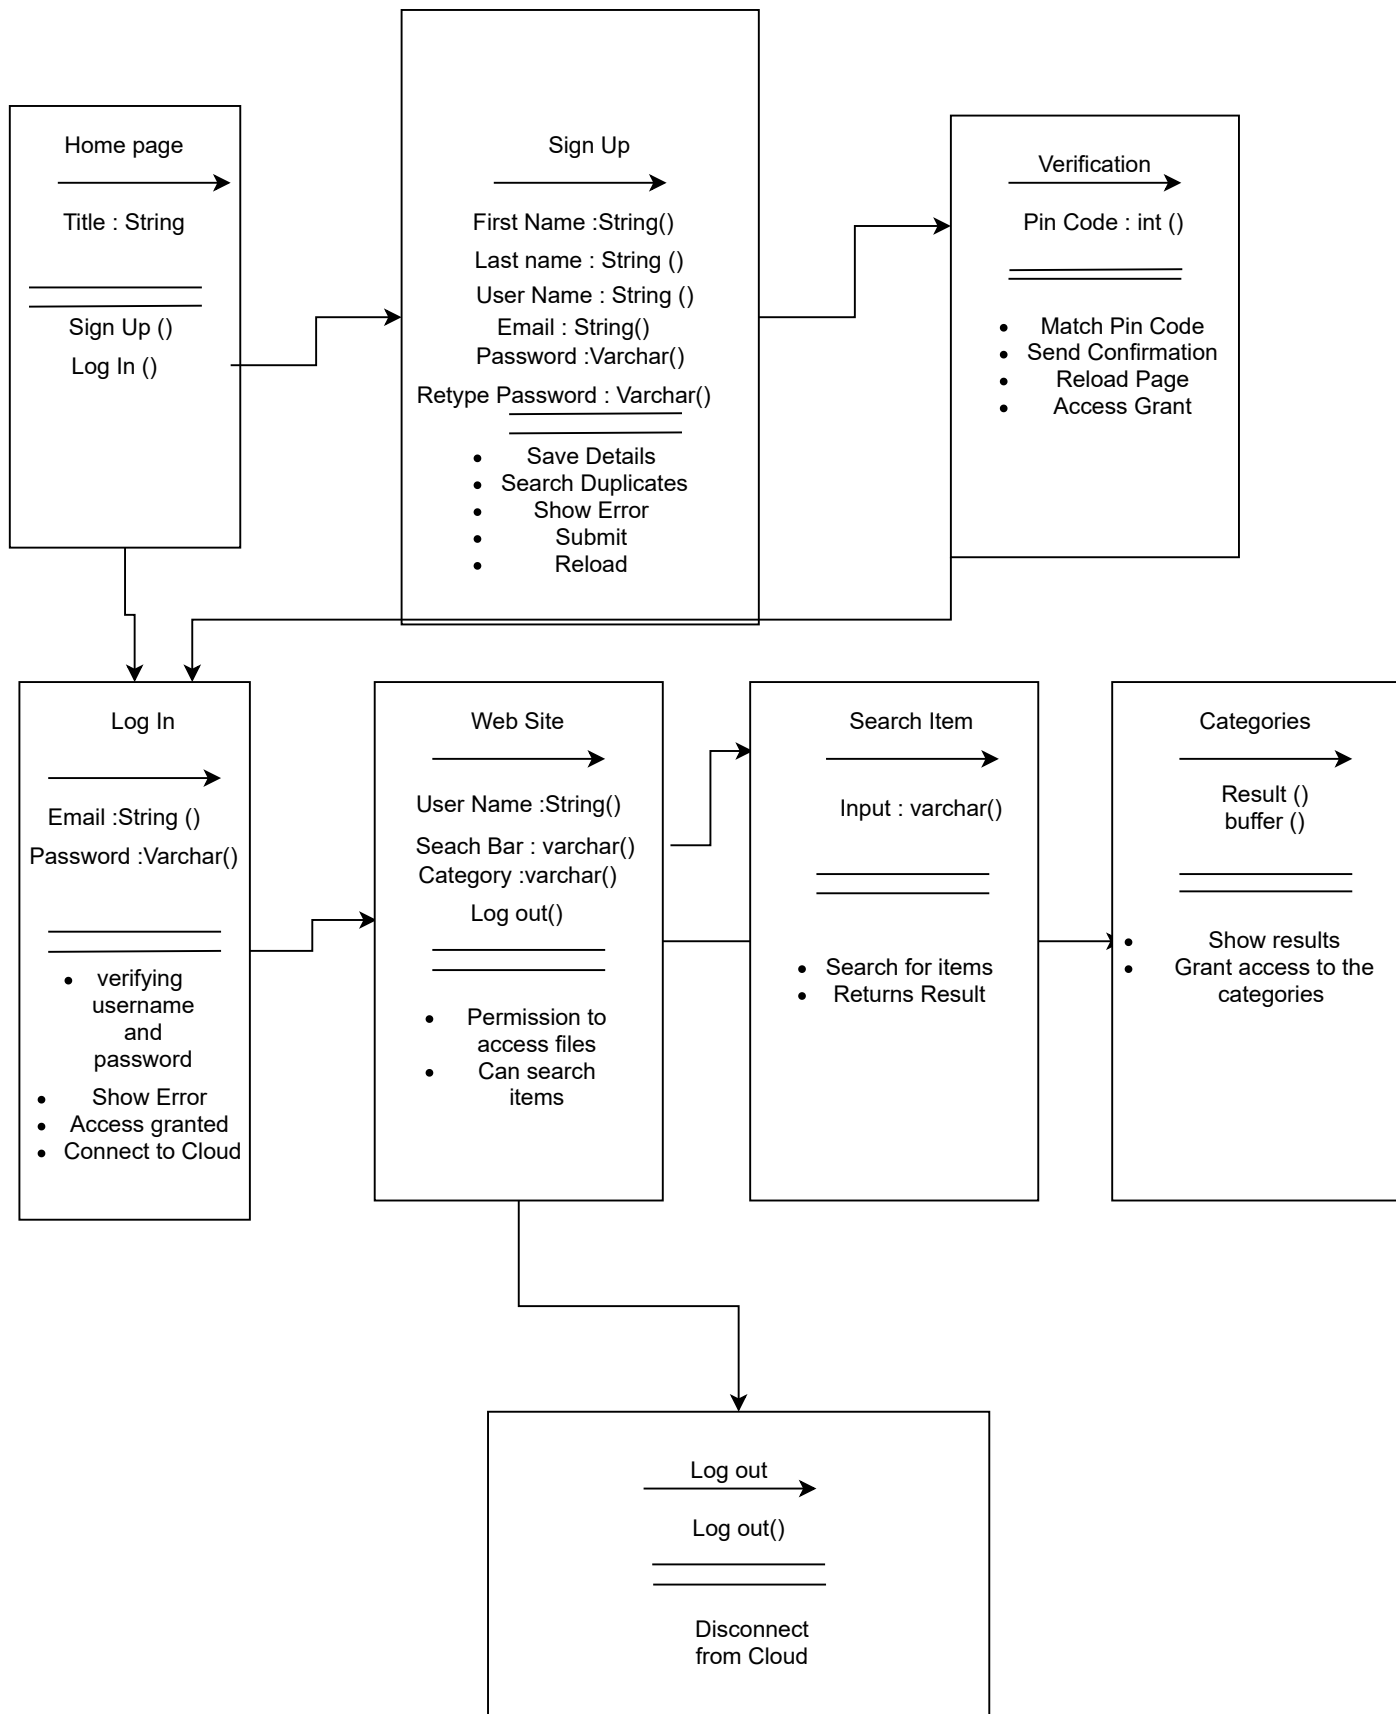 Home page
Title : String
Sign Up ()
Log In ()
Sign Up
First Name :String()
Last name : String ()
User Name : String ()
Email : String()
Password :Varchar()
Retype Password : Varchar()
Save Details
Search Duplicates
Show Error
Submit
Reload
Verification
Pin Code : int ()
Match Pin Code
Send Confirmation
Reload Page
Access Grant
Log In
Email :String ()
Password :Varchar()
verifying
username
and
password
Show Error
Access granted
Connect to Cloud
Web Site
User Name :String()
Seach Bar : varchar()
Category :varchar()
Log out()
Permission to
access files
Can search
items
Search Item
Input : varchar()
Search for items
Returns Result
Categories
Result ()
buffer ()
Show results
Grant access to the
categories
Log out
Log out()
Disconnect
from Cloud